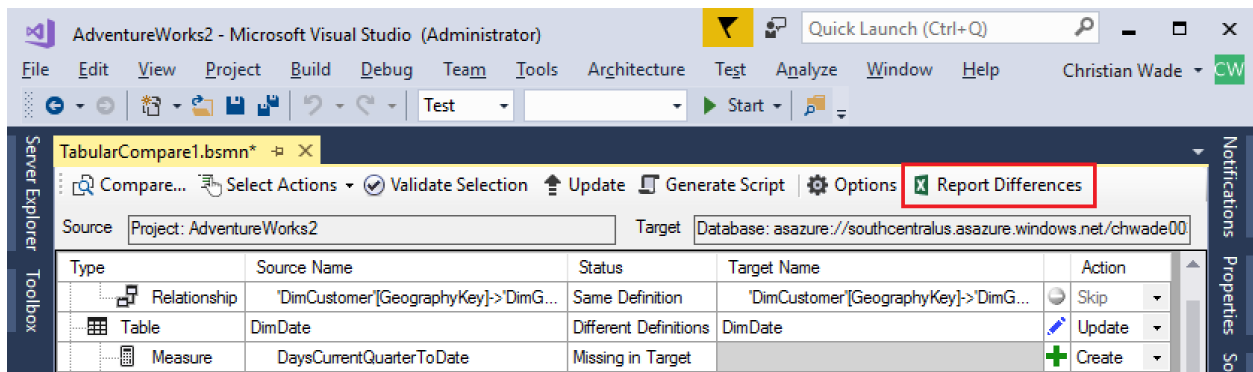 AdventureWorks2 - Microsoft Visual Studio (Administrator) Quick Launch (Ctrl+Q)
File Edit View Project Build Debug Team Tools Architecture Test Analyze Window Help Christian Wade CW
Test Start
Server Explorer
Toolbox
TabularCompare1.bsmn*
Compare... Select Actions Validate Selection Update Generate Script Options Report Differences
Source Project: AdventureWorks2 Target Database: asazure://southcentralus.asazure.windows.net/chwade00
Type Source Name Status Target Name Action
Relationship 'DimCustomer'[GeographyKey]->'DimG... Same Definition 'DimCustomer'[GeographyKey]->'DimG... Skip
Table DimDate Different Definitions DimDate Update
Measure DaysCurrentQuarterToDate Missing in Target Create
Notifications
Properties
So